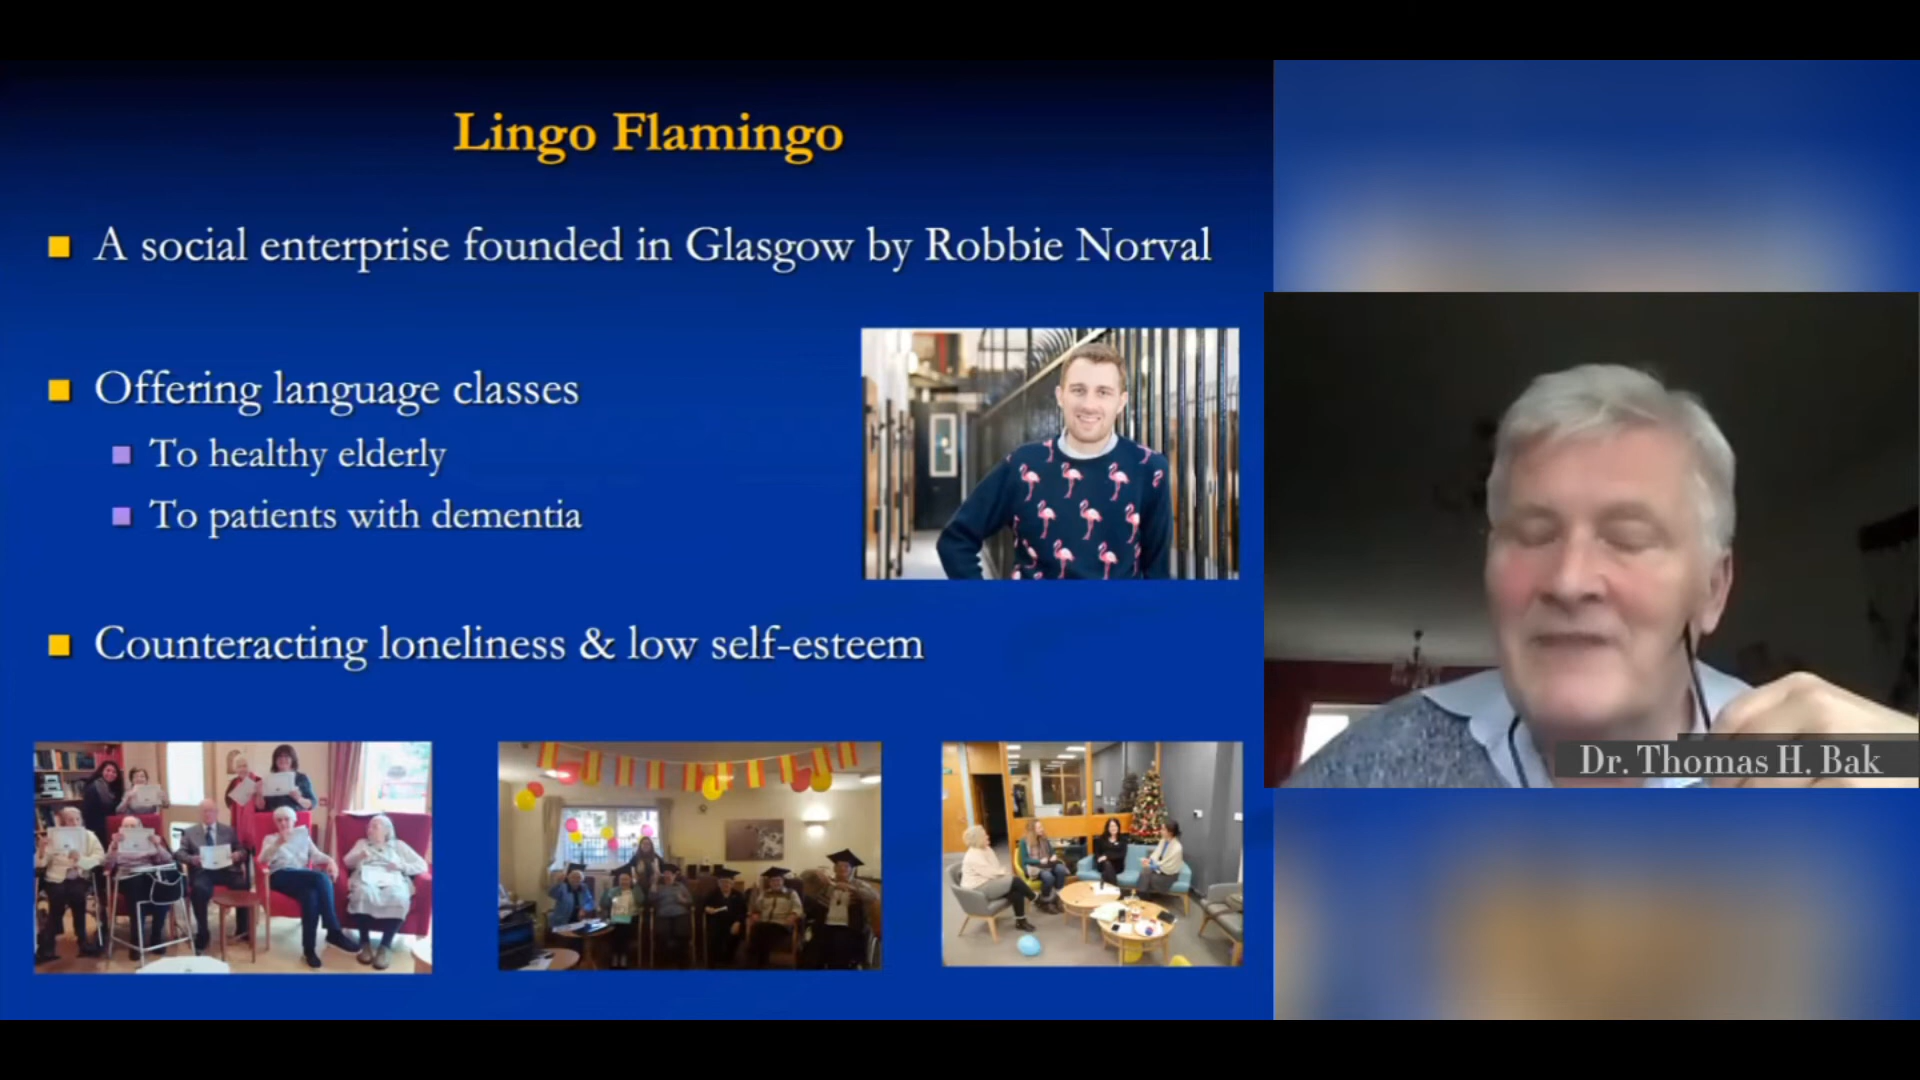 Lingo Flamingo
A social enterprise founded in Glasgow by Robbie Norval
Offering language classes
To healthy elderly
To patients with dementia
Counteracting loneliness & low self-esteem
Dr. Thomas H. Bak